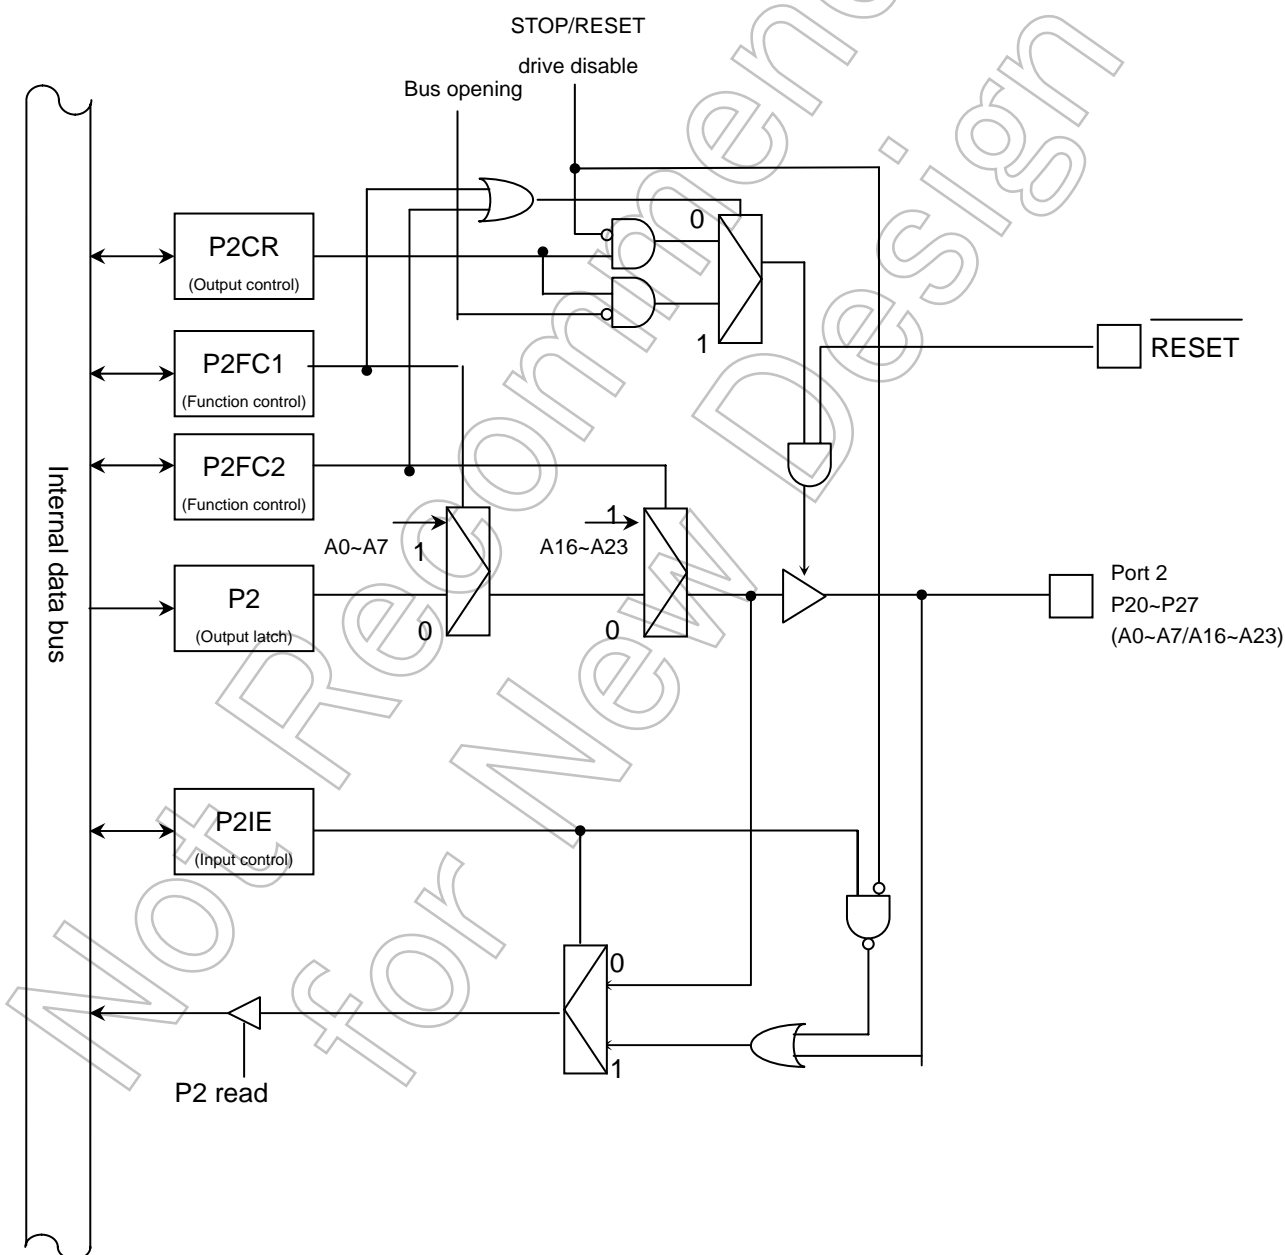 STOP/RESET
drive disable
Bus opening
0
P2CR
(Output control)
1
RESET
P2FC1
(Function control)
P2FC2
(Function control)
Internal data bus
1
A0~A7
1
A16~A23
P2
(Output latch)
0
0
Port 2
P20~P27
(A0~A7/A16~A23)
P2IE
(Input control)
0
1
P2 read
Not Recommended
for New Design